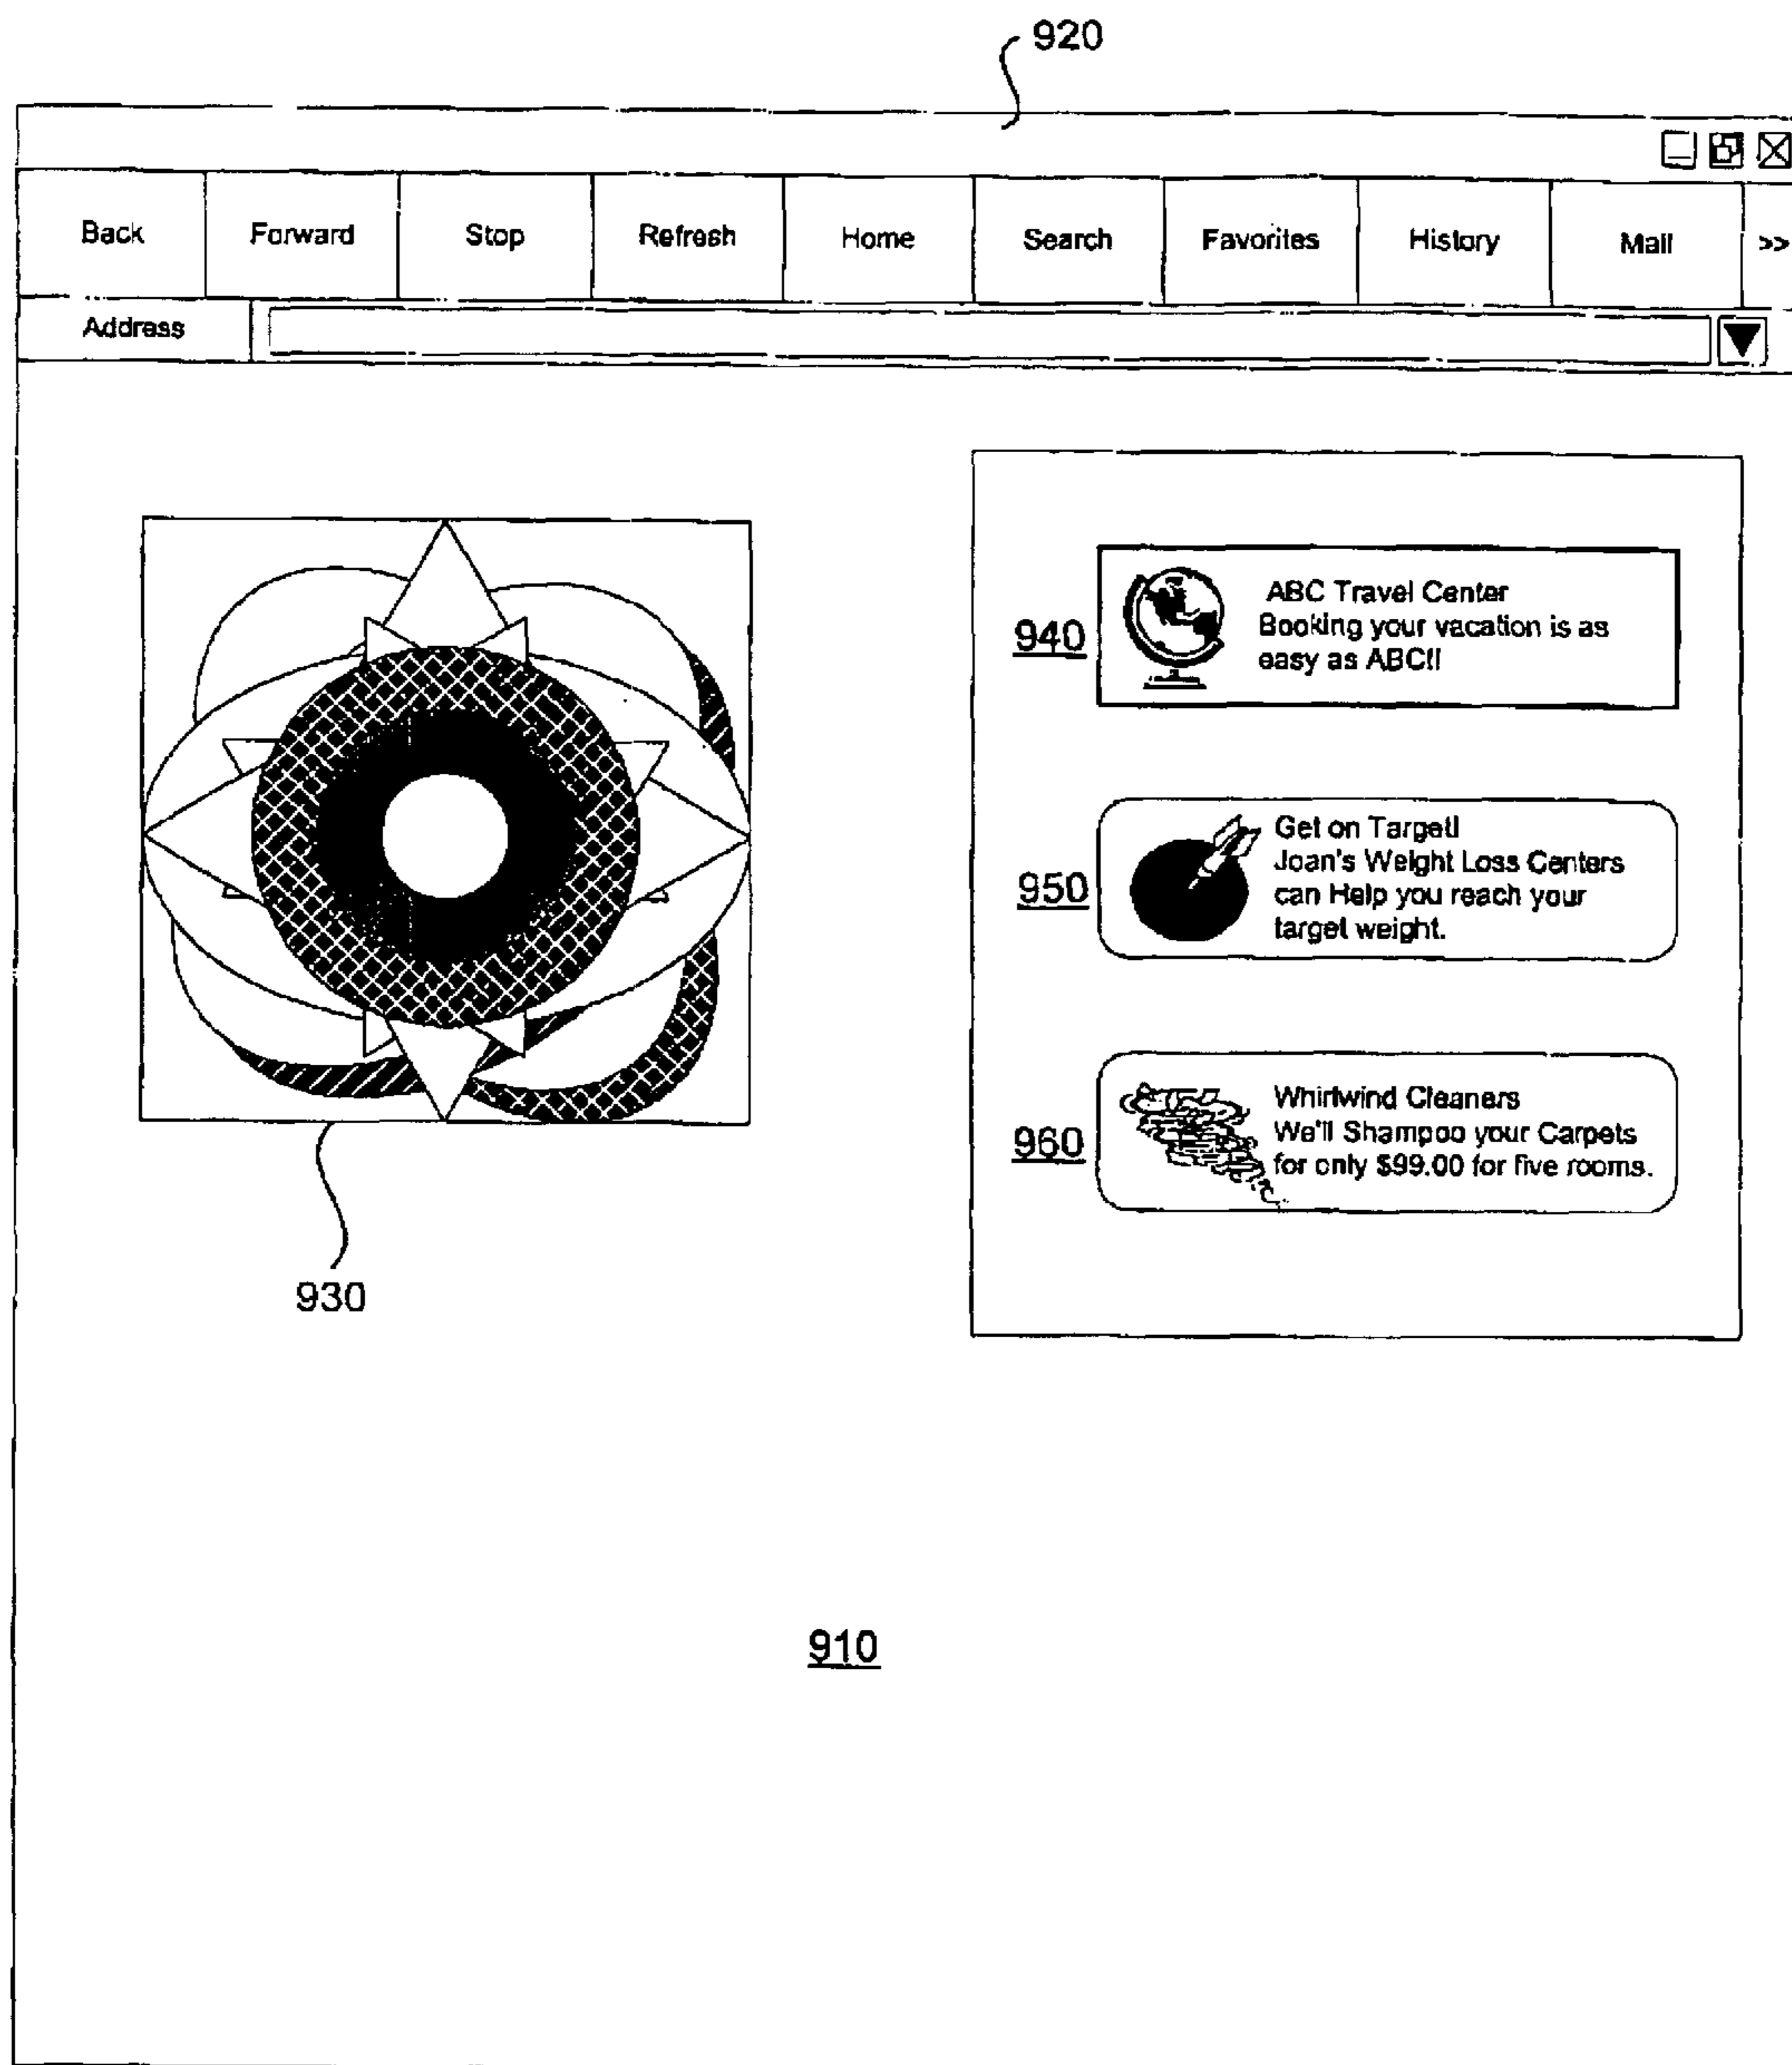 920
Back Forward Stop Refresh Home Search Favorites History Mail >>
Address
940
ABC Travel Center
Booking your vacation is as
easy as ABC!!
950
Get on Target!
Joan's Weight Loss Centers
can Help you reach your
target weight.
960
Whirlwind Cleaners
We'll Shampoo your Carpets
for only $99.00 for five rooms.
930
910